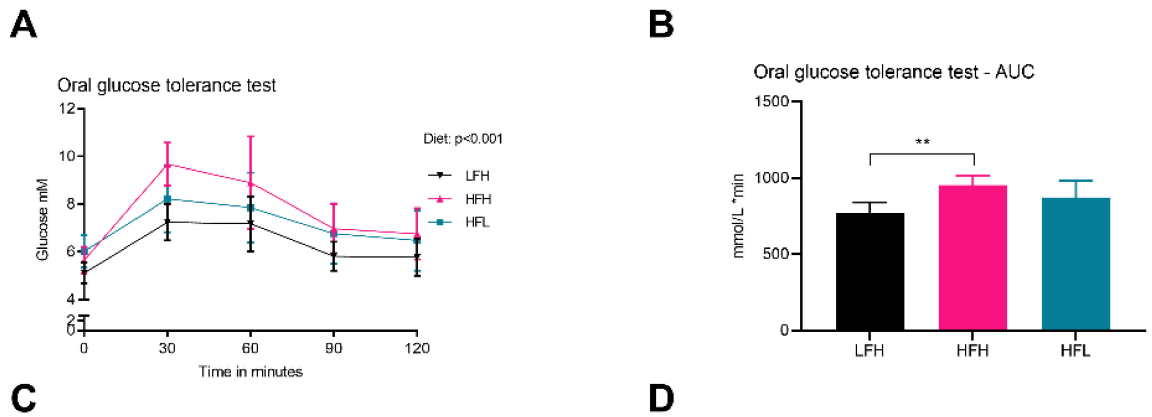 A
B
Oral glucose tolerance test
Oral glucose tolerance test - AUC
Diet: p<0.001
LFH
HFH
HFL
Glucose mM
12
10
8
6
4
2
0
0
30
60
90
120
Time in minutes
mmol/L *min
1500
1000
500
0
**
LFH
HFH
HFL
C
D